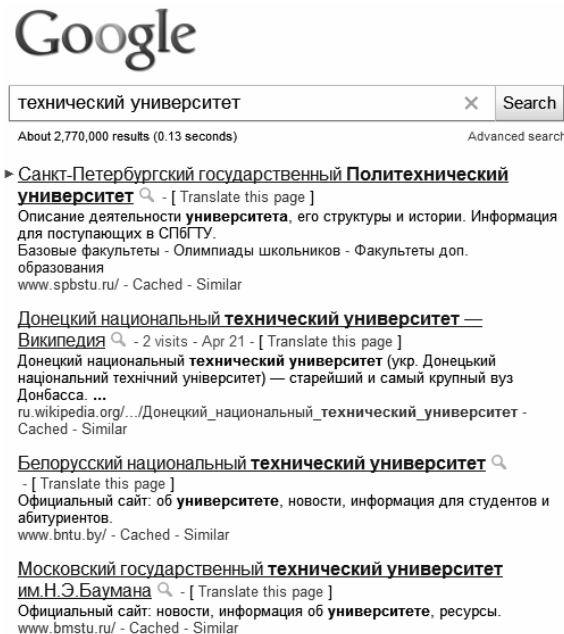 Google
технический университет × Search
About 2,770,000 results (0.13 seconds) Advanced search
Санкт-Петербургский государственный Политехнический
университет - [ Translate this page ]
Описание деятельности университета, его структуры и истории. Информация
для поступающих в СПбГТУ.
Базовые факультеты - Олимпиады школьников - Факультеты доп.
образования
www.spbstu.ru/ - Cached - Similar
Донецкий национальный технический университет —
Википедия - 2 visits - Apr 21 - [ Translate this page ]
Донецкий национальный технический университет (укр. Донецький
національний технічний університет) — старейший и самый крупный вуз
Донбасса. ...
ru.wikipedia.org/.../Донецкий_национальный_технический_университет -
Cached - Similar
Белорусский национальный технический университет
- [ Translate this page ]
Официальный сайт: об университете, новости, информация для студентов и
абитуриентов.
www.bntu.by/ - Cached - Similar
Московский государственный технический университет
им.Н.Э.Баумана - [ Translate this page ]
Официальный сайт: новости, информация об университете, ресурсы.
www.bmstu.ru/ - Cached - Similar